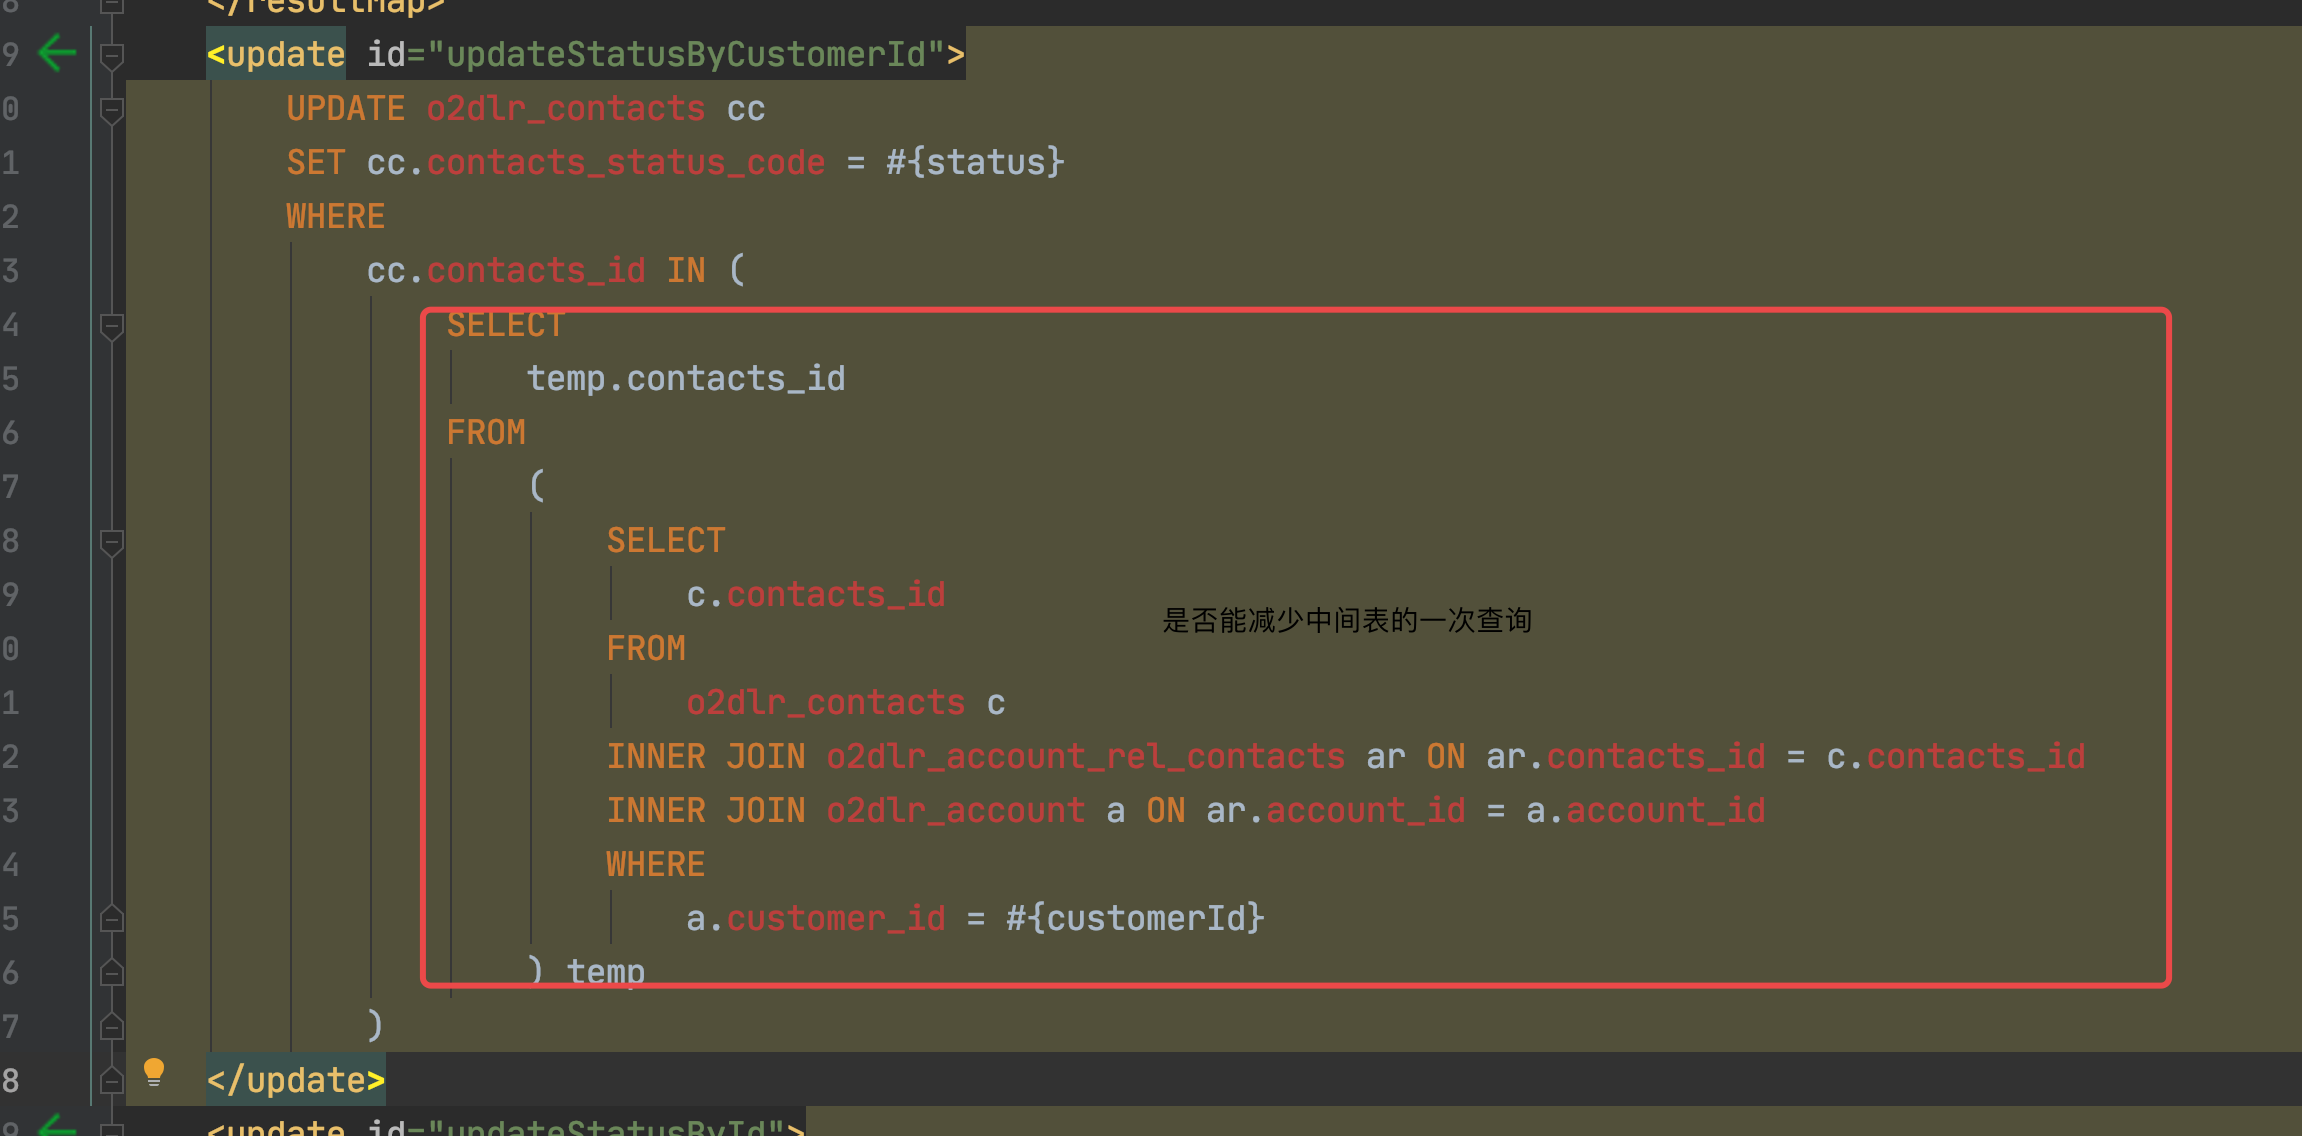 8 </resultMap>
9 <update id="updateStatusByCustomerId">
0 UPDATE o2dlr_contacts cc
1 SET cc.contacts_status_code = #{status}
2 WHERE
3 cc.contacts_id IN (
4 SELECT
5 temp.contacts_id
6 FROM
7 (
8 SELECT
9 c.contacts_id
是否能减少中间表的一次查询
0 FROM
1 o2dlr_contacts c
2 INNER JOIN o2dlr_account_rel_contacts ar ON ar.contacts_id = c.contacts_id
3 INNER JOIN o2dlr_account a ON ar.account_id = a.account_id
4 WHERE
5 a.customer_id = #{customerId}
6 ) temp
7 )
8 </update>
9 <update id="updateStatusById">